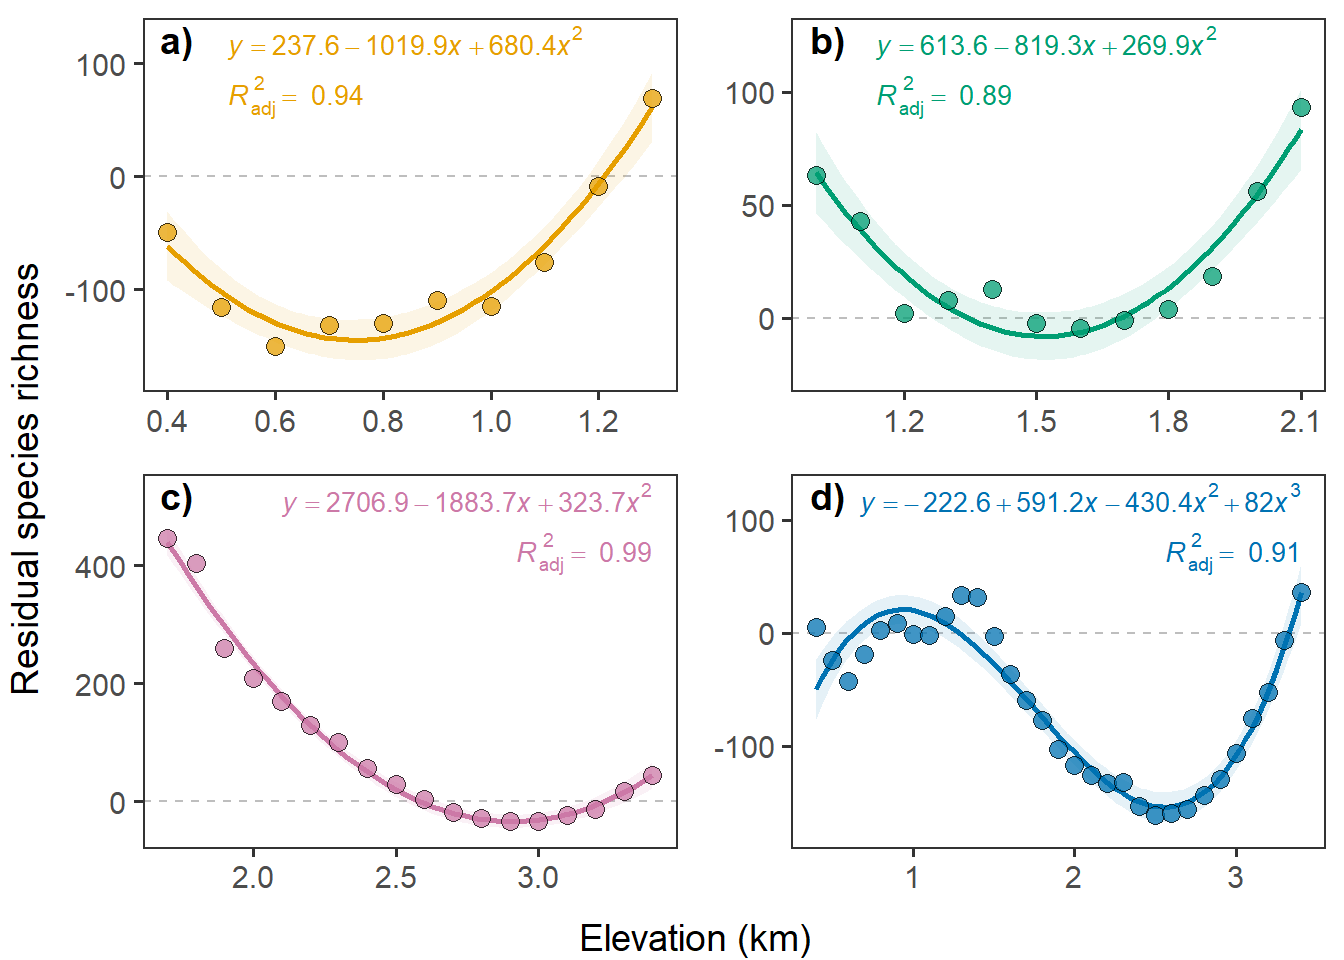 a)
y = 237.6 − 1019.9x + 680.4x²
R²adj = 0.94
100
0
-100
0.4 0.6 0.8 1.0 1.2
b)
y = 613.6 − 819.3x + 269.9x²
R²adj = 0.89
100
50
0
1.2 1.5 1.8 2.1
Residual species richness
c)
y = 2706.9 − 1883.7x + 323.7x²
R²adj = 0.99
400
200
0
2.0 2.5 3.0
d)
y = −222.6 + 591.2x − 430.4x² + 82x³
R²adj = 0.91
100
0
-100
1 2 3
Elevation (km)